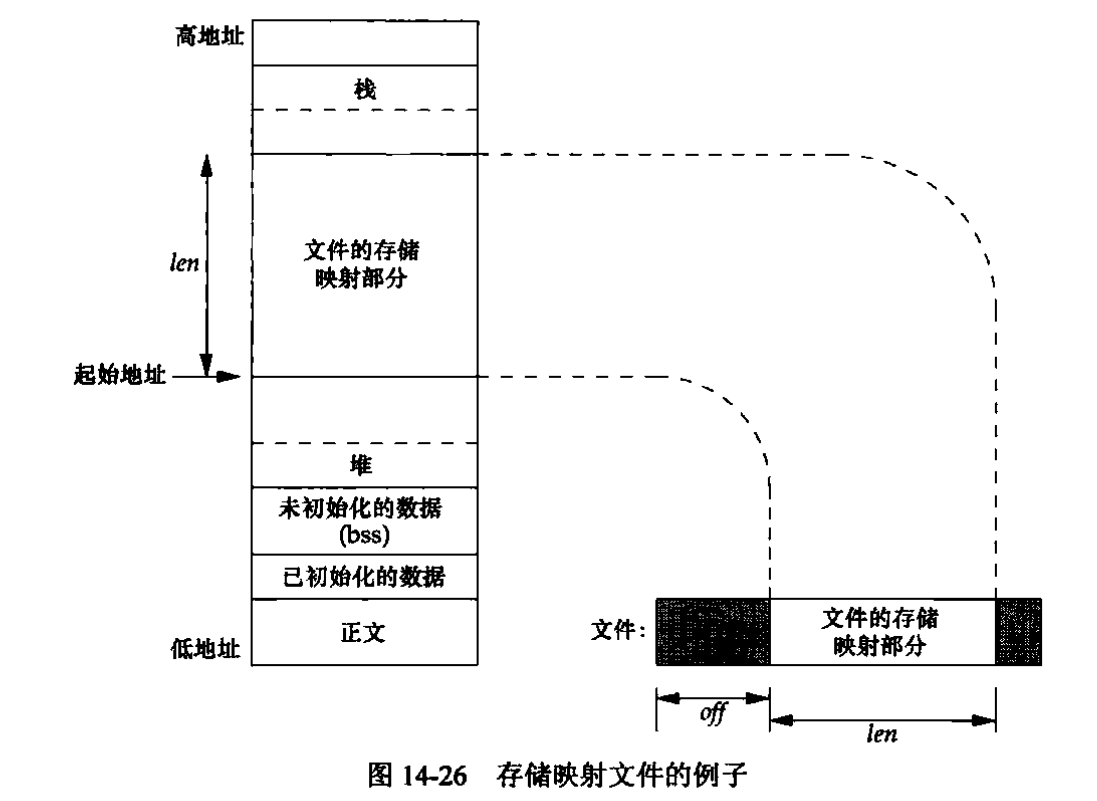 高地址
栈
len
文件的存储
映射部分
起始地址
堆
未初始化的数据
(bss)
已初始化的数据
正文
低地址
文件:
文件的存储
映射部分
off
len
图 14-26 存储映射文件的例子